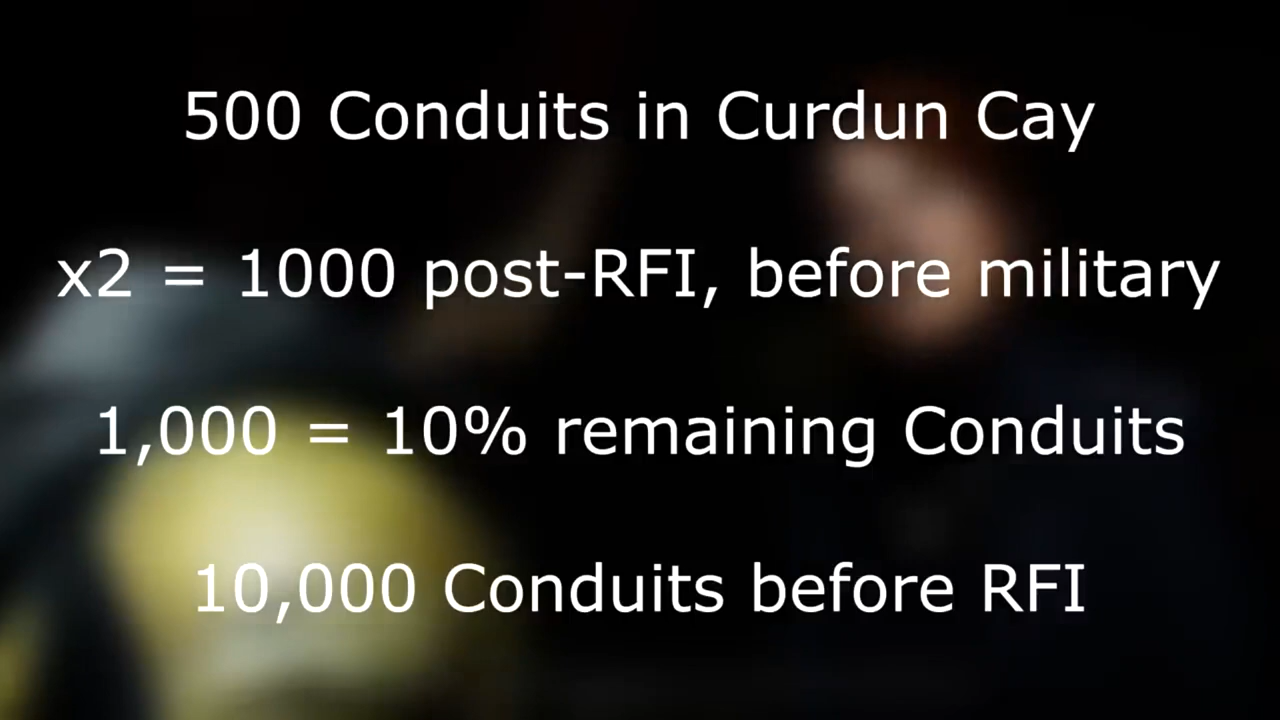 500 Conduits in Curdun Cay
x2 = 1000 post-RFI, before military
1,000 = 10% remaining Conduits
10,000 Conduits before RFI